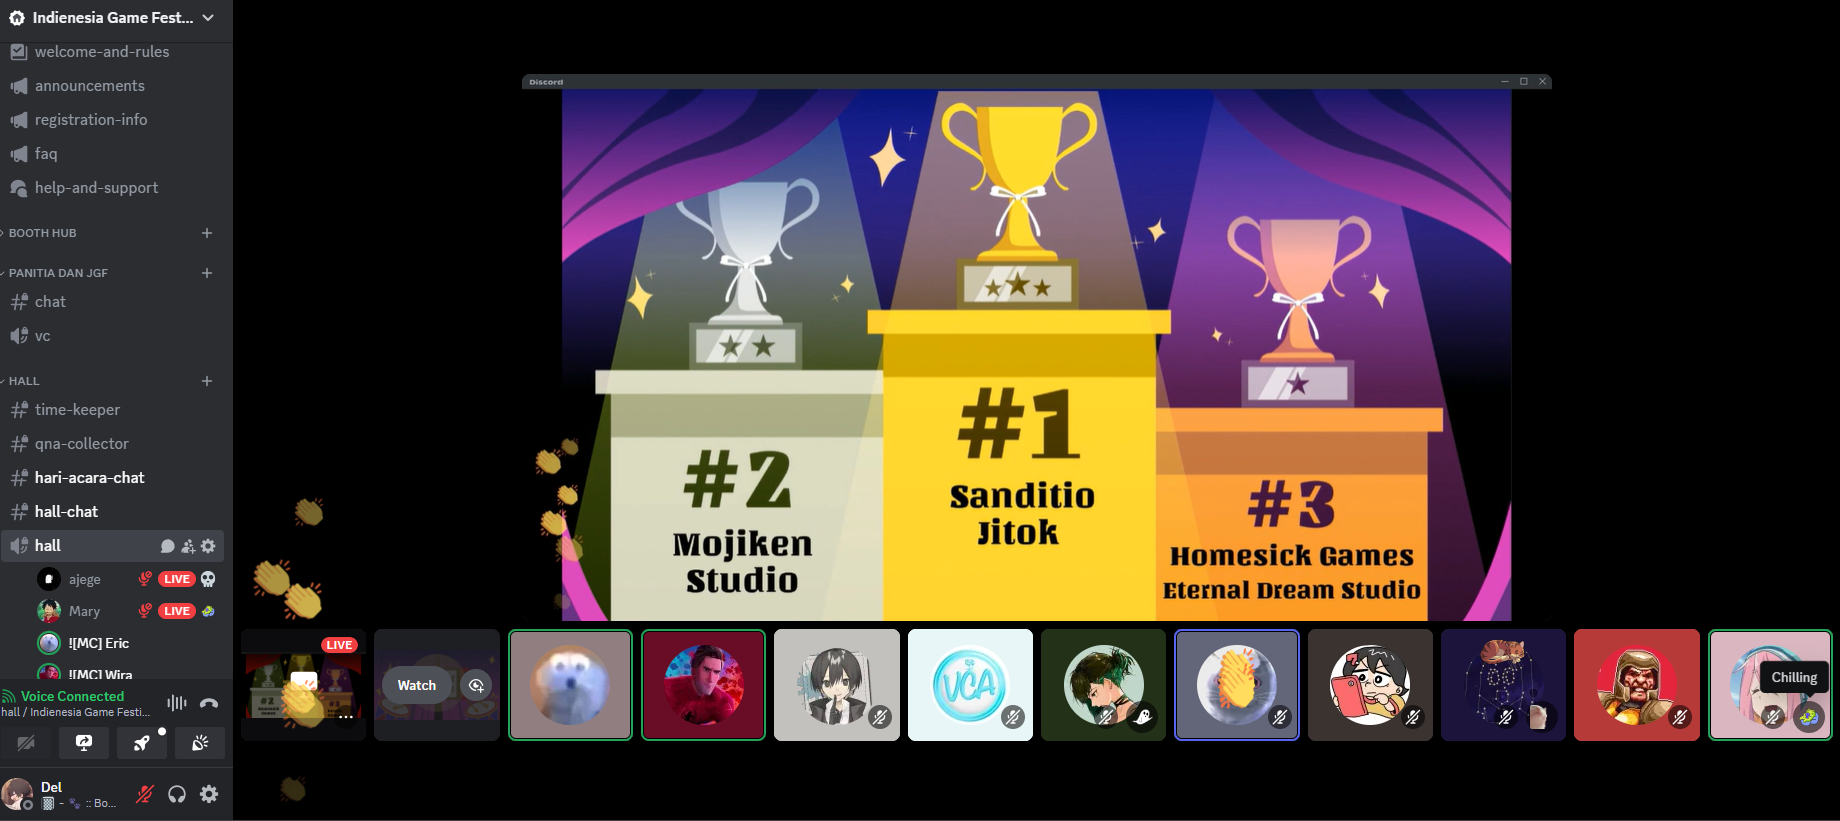 Indienesia Game Fest...
welcome-and-rules
announcements
registration-info
faq
help-and-support
BOOTH HUB
PANITIA DAN JGF
chat
vc
HALL
time-keeper
qna-collector
hari-acara-chat
hall-chat
hall
ajege LIVE
Mary LIVE
![MC] Eric
![MC] Wira
Voice Connected
hall / Indienesia Game Festi...
Del
- :: Bo...
Discord
#1
Sanditio
Jitok
#2
Mojiken
Studio
#3
Homesick Games
Eternal Dream Studio
LIVE
Watch
VCA
Chilling